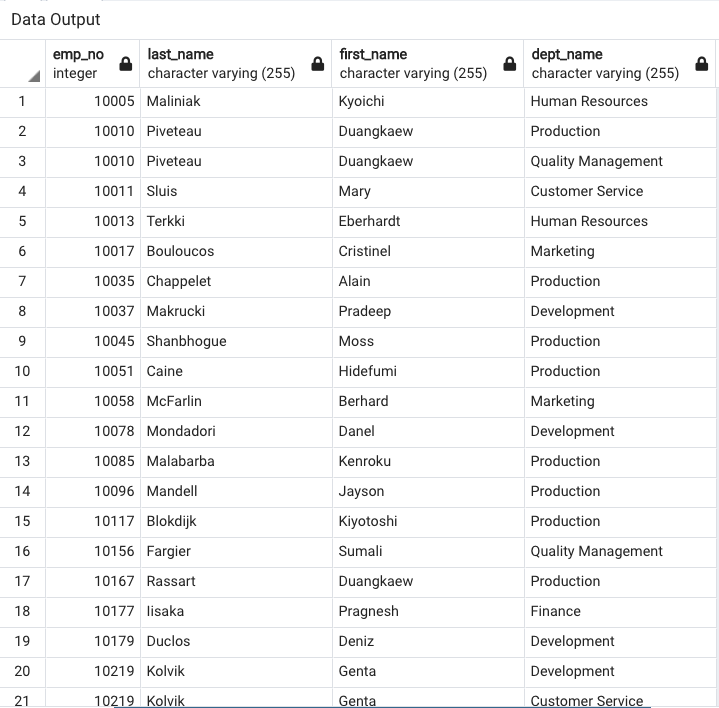 Data Output
emp_no last_name first_name dept_name
integer character varying (255) character varying (255) character varying (255)
1 10005 Maliniak Kyoichi Human Resources
2 10010 Piveteau Duangkaew Production
3 10010 Piveteau Duangkaew Quality Management
4 10011 Sluis Mary Customer Service
5 10013 Terkki Eberhardt Human Resources
6 10017 Bouloucos Cristinel Marketing
7 10035 Chappelet Alain Production
8 10037 Makrucki Pradeep Development
9 10045 Shanbhogue Moss Production
10 10051 Caine Hidefumi Production
11 10058 McFarlin Berhard Marketing
12 10078 Mondadori Danel Development
13 10085 Malabarba Kenroku Production
14 10096 Mandell Jayson Production
15 10117 Blokdijk Kiyotoshi Production
16 10156 Fargier Sumali Quality Management
17 10167 Rassart Duangkaew Production
18 10177 Iisaka Pragnesh Finance
19 10179 Duclos Deniz Development
20 10219 Kolvik Genta Development
21 10219 Kolvik Genta Customer Service